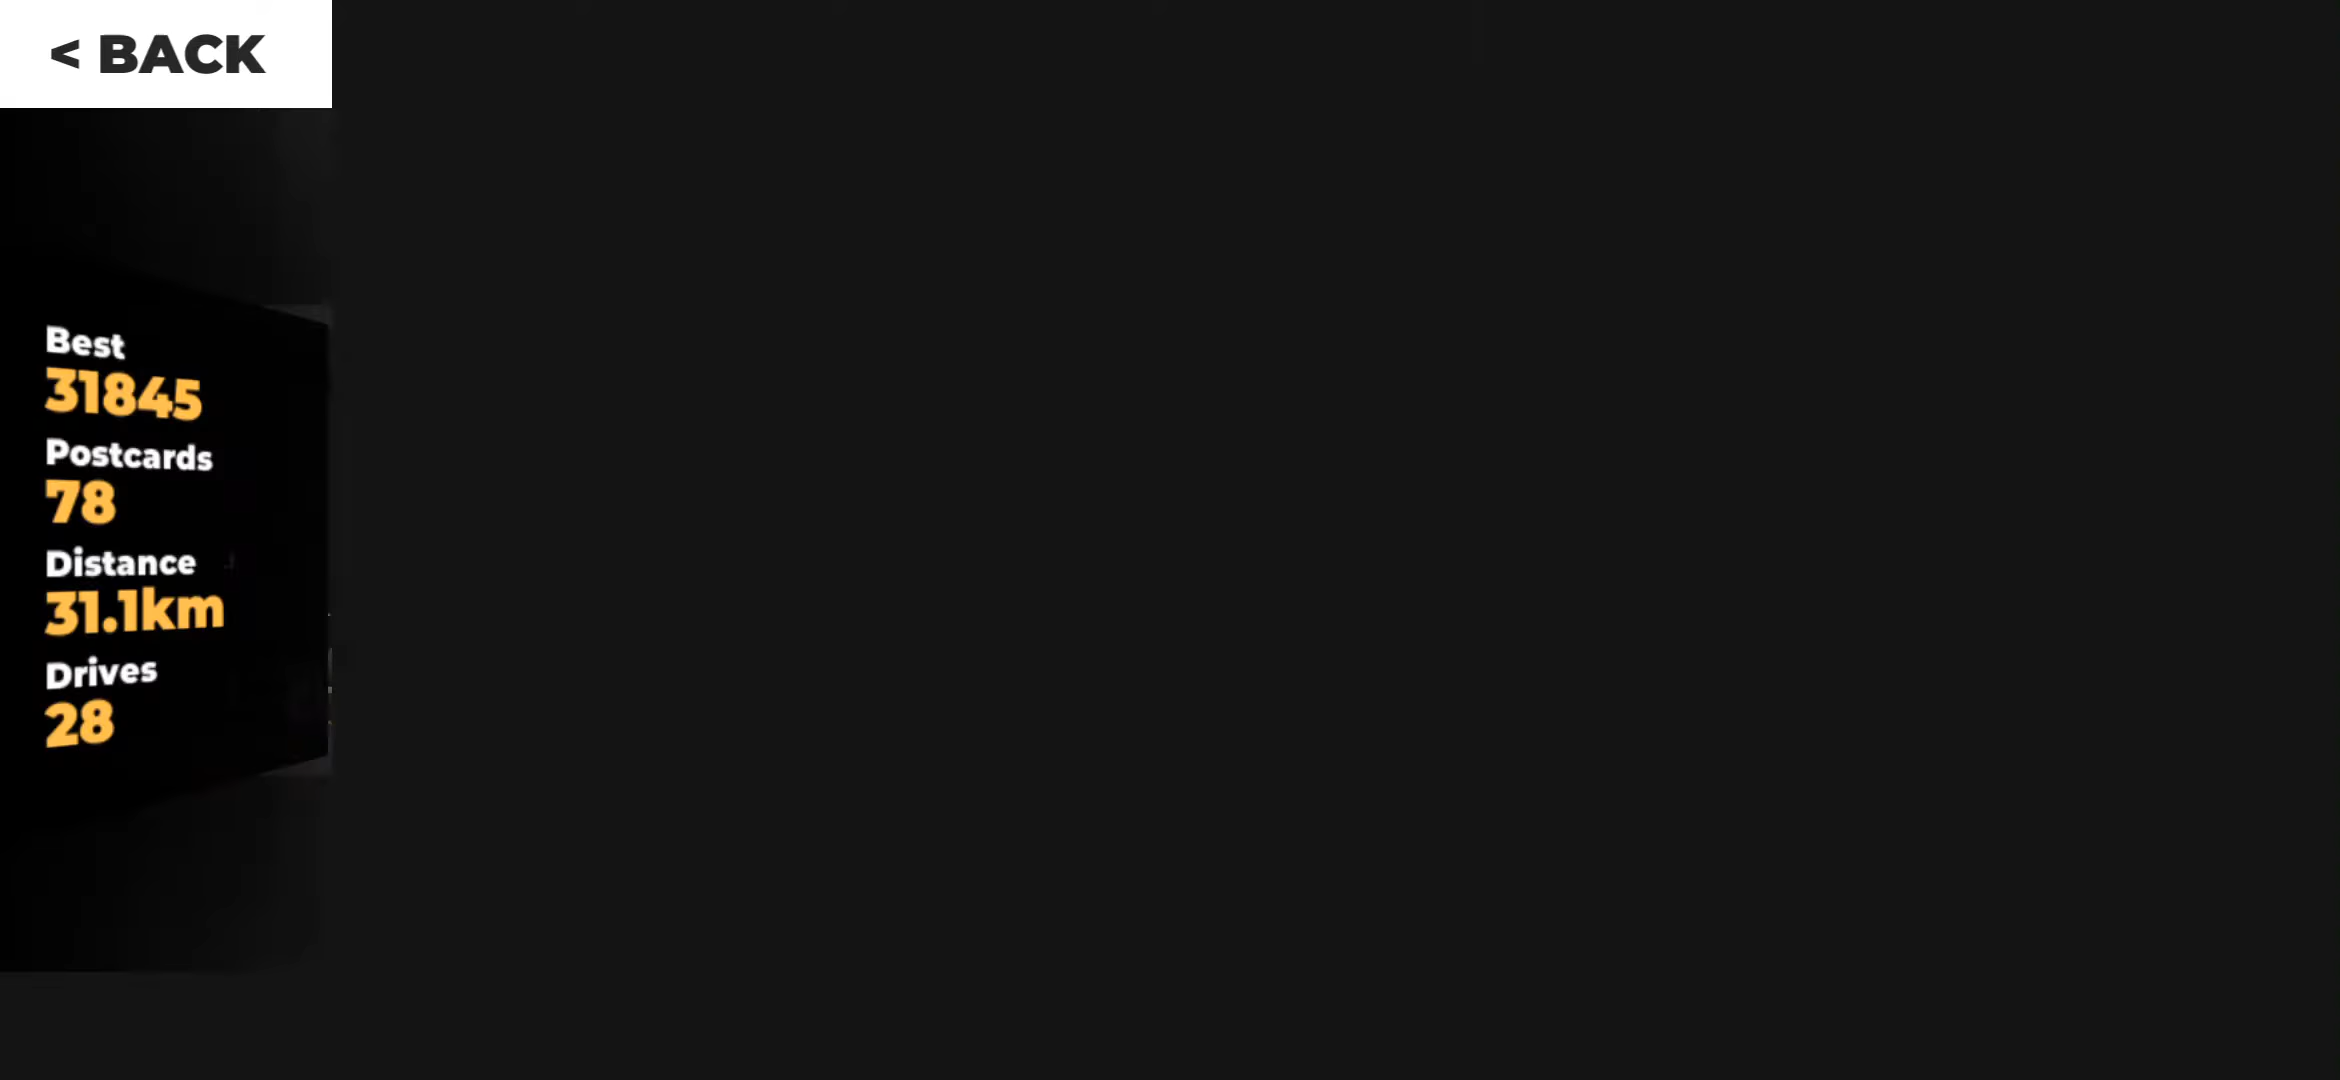 < BACK
Best
31845
Postcards
78
Distance
31.1km
Drives
28